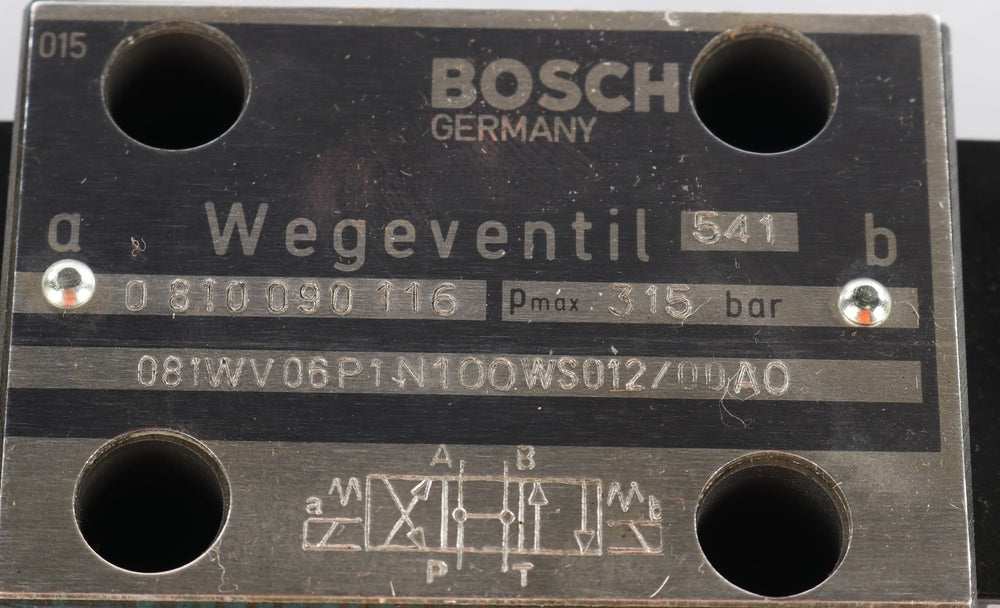 015
BOSCH
GERMANY
a Wegeventil 541 b
0 810 090 116 pmax 315 bar
081WV06P1N100WS012/00A0
A B
a b
P T